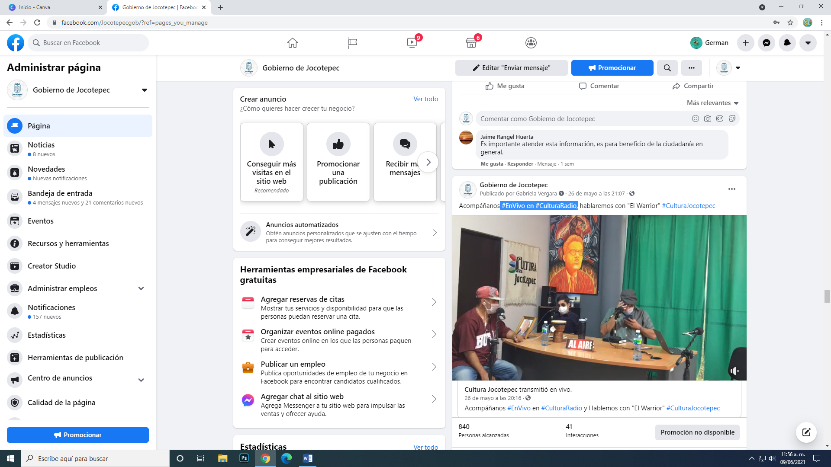 Inicio - Canva
Gobierno de Jocotepec | Faceboo
facebook.com/Jocotepecgob/?ref=pages_you_manage
Buscar en Facebook
9
6
German
Administrar página
Gobierno de Jocotepec
Página
Noticias
8 nuevos
Novedades
Nuevas notificaciones
Bandeja de entrada
4 mensajes nuevos y 21 comentarios nuevos
Eventos
Recursos y herramientas
Creator Studio
Administrar empleos
Notificaciones
157 nuevos
Estadísticas
Herramientas de publicación
Centro de anuncios
Calidad de la página
Promocionar
Gobierno de Jocotepec
Editar "Enviar mensaje"
Promocionar
Crear anuncio
Ver todo
¿Cómo quieres hacer crecer tu negocio?
Conseguir más
visitas en el
sitio web
Recomendado
Promocionar
una
publicación
Recibir m
mensajes
Anuncios automatizados
Obtén anuncios personalizados que se ajusten con el tiempo
para conseguir mejores resultados.
Herramientas empresariales de Facebook
gratuitas
Agregar reservas de citas
Mostrar tus servicios y disponibilidad para que las
personas puedan reservar una cita.
Organizar eventos online pagados
Crear eventos online en los que las personas paguen
para acceder.
Publicar un empleo
Publica oportunidades de empleo de tu negocio en
Facebook para encontrar candidatos cualificados.
Agregar chat al sitio web
Agrega Messenger a tu sitio web para impulsar las
ventas y ofrecer ayuda.
Estadísticas
Ver todo
Me gusta
Comentar
Compartir
Más relevantes
Comentar como Gobierno de Jocotepec
Jaime Rangel Huerta
Es importante atender esta información, es para beneficio de la ciudadanía en
general.
Me gusta · Responder · Mensaje · 1 sem
Gobierno de Jocotepec
Publicado por Gabriela Vergara · 26 de mayo a las 21:07 ·
Acompáñanos #EnVivo en #CulturaRadio, hablaremos con "El Warrior" #CulturaJocotepec
CULTURA
Jocotepec
AL AIRE
Cultura Jocotepec transmitió en vivo.
26 de mayo a las 20:16 ·
Acompáñanos #EnVivo en #CulturaRadio y Hablemos con "El Warrior" #CulturaJocotepec
840
Personas alcanzadas
41
Interacciones
Promoción no disponible
Escribe aquí para buscar
11:56 a. m.
09/06/2021